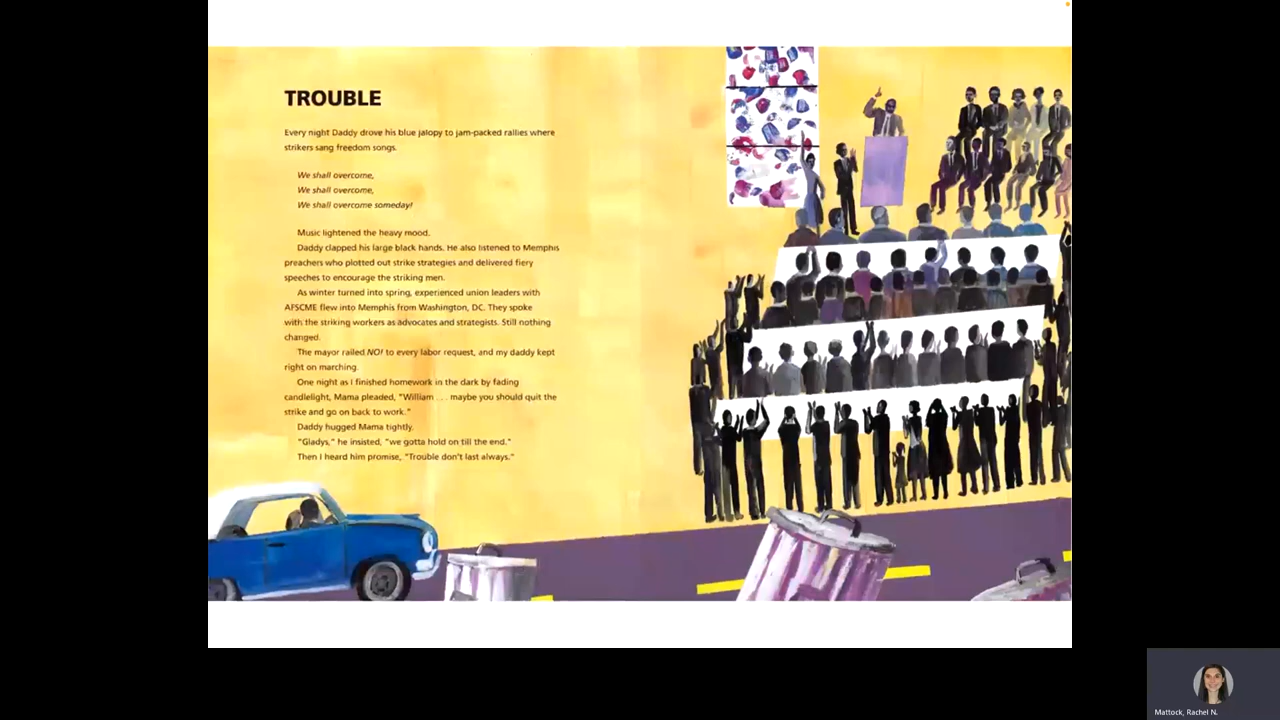 TROUBLE
Every night Daddy drove his blue jalopy to jam-packed rallies where
strikers sang freedom songs.
We shall overcome,
We shall overcome,
We shall overcome someday!
Music lightened the heavy mood.
Daddy clapped his large black hands. He also listened to Memphis
preachers who plotted out strike strategies and delivered fiery
speeches to encourage the striking men.
As winter turned into spring, experienced union leaders with
AFSCME flew into Memphis from Washington, DC. They spoke
with the striking workers as advocates and strategists. Still nothing
changed.
The mayor railed NO! to every labor request, and my daddy kept
right on marching.
One night as I finished homework in the dark by fading
candlelight, Mama pleaded, "William . . . maybe you should quit the
strike and go on back to work."
Daddy hugged Mama tightly.
"Gladys," he insisted, "we gotta hold on till the end."
Then I heard him promise, "Trouble don't last always."
Mattock, Rachel N.